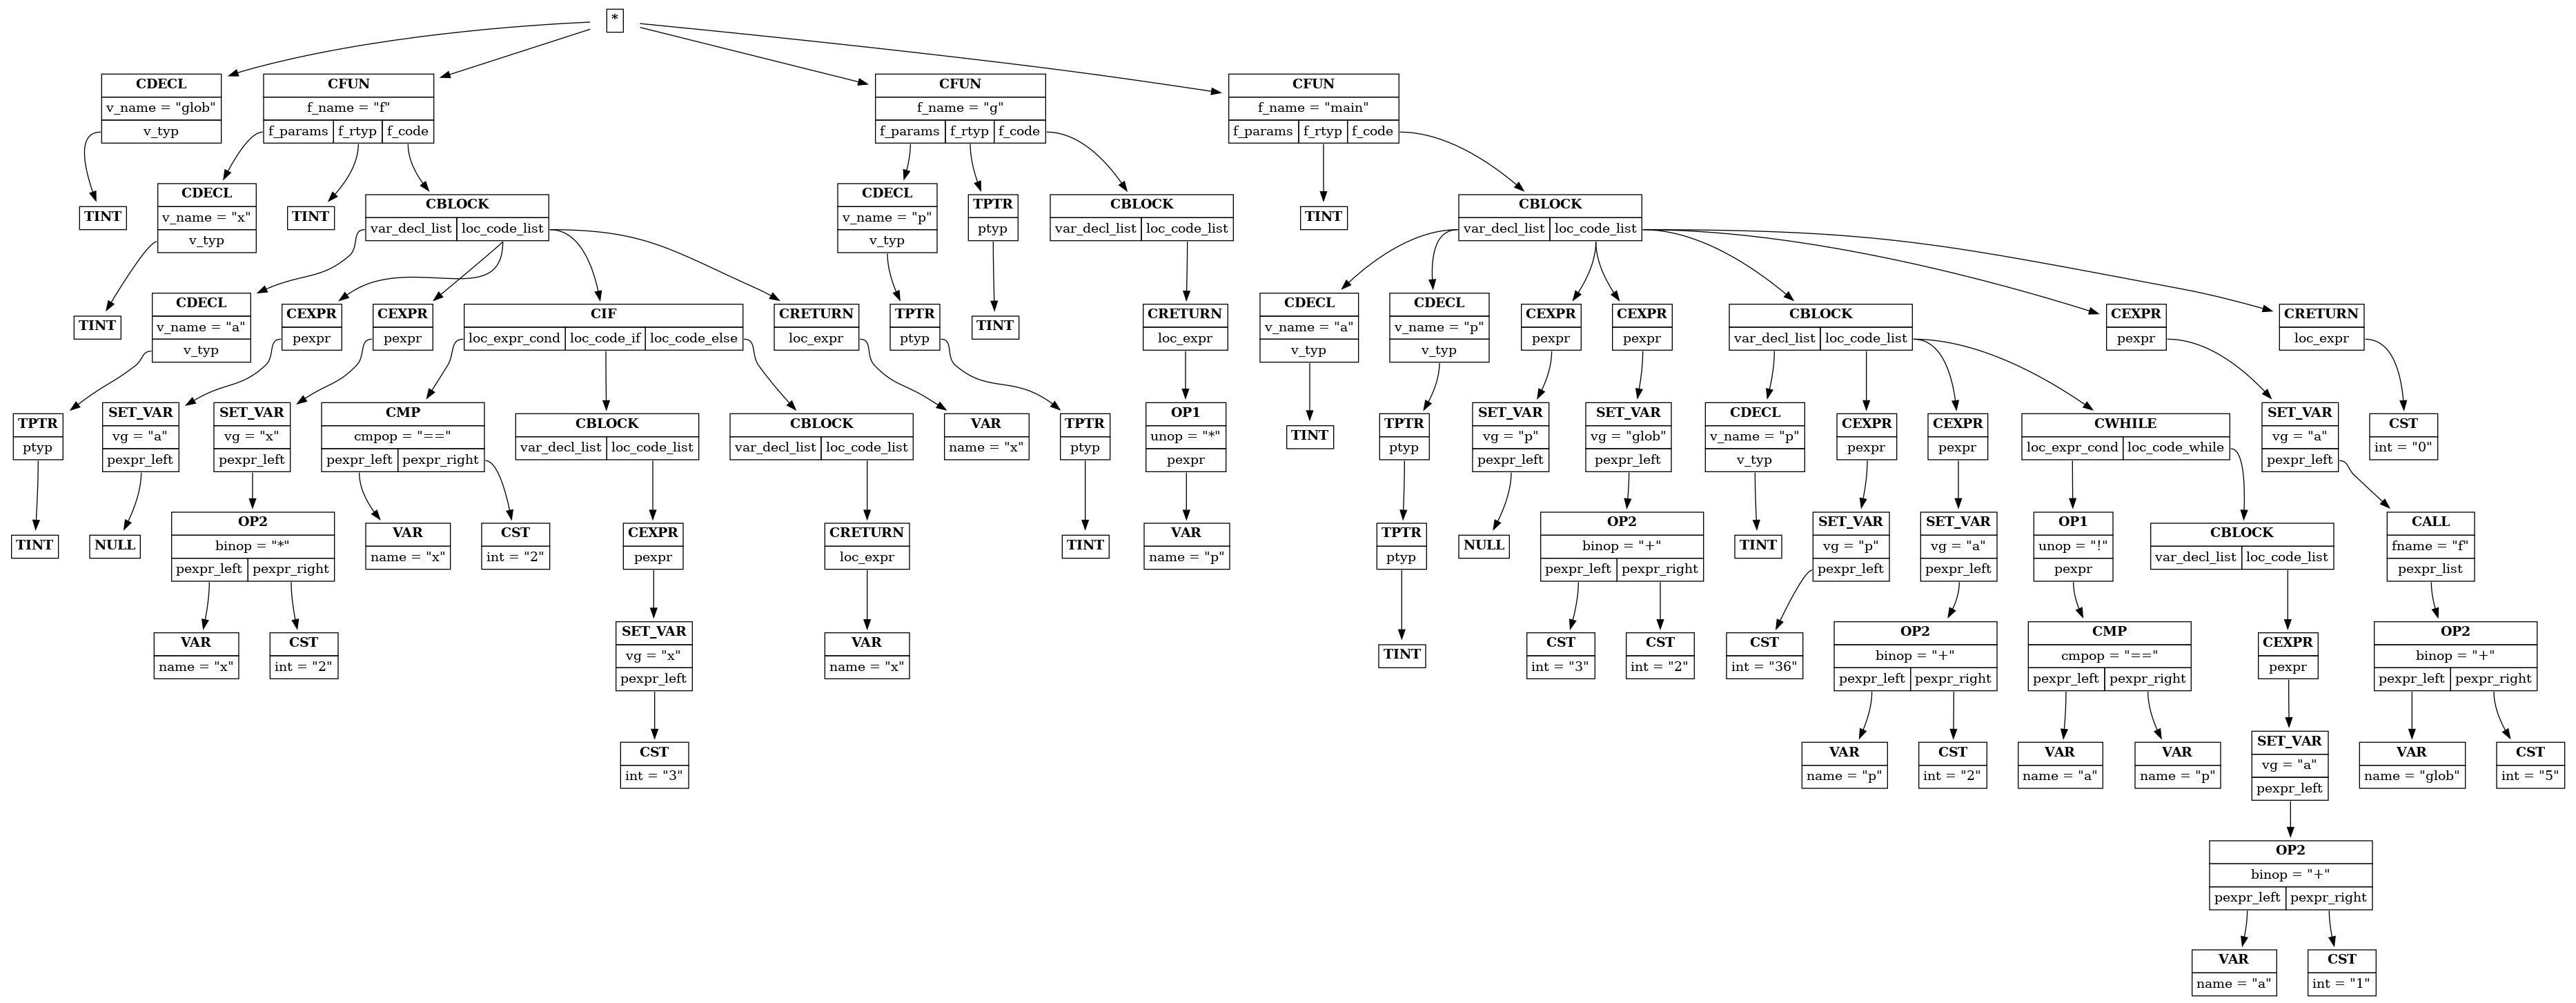 *
CDECL
v_name = "glob"
v_typ
CFUN
f_name = "f"
f_params f_rtyp f_code
CFUN
f_name = "g"
f_params f_rtyp f_code
CFUN
f_name = "main"
f_params f_rtyp f_code
TINT
CDECL
v_name = "x"
v_typ
TINT
CBLOCK
var_decl_list loc_code_list
CDECL
v_name = "p"
v_typ
TPTR
ptyp
CBLOCK
var_decl_list loc_code_list
TINT
CBLOCK
var_decl_list loc_code_list
TINT
CDECL
v_name = "a"
v_typ
CEXPR
pexpr
CEXPR
pexpr
CIF
loc_expr_cond loc_code_if loc_code_else
CRETURN
loc_expr
TPTR
ptyp
TINT
CRETURN
loc_expr
CDECL
v_name = "a"
v_typ
CDECL
v_name = "p"
v_typ
CEXPR
pexpr
CEXPR
pexpr
CBLOCK
var_decl_list loc_code_list
CEXPR
pexpr
CRETURN
loc_expr
TPTR
ptyp
SET_VAR
vg = "a"
pexpr_left
SET_VAR
vg = "x"
pexpr_left
CMP
cmpop = "=="
pexpr_left pexpr_right
CBLOCK
var_decl_list loc_code_list
CBLOCK
var_decl_list loc_code_list
VAR
name = "x"
TPTR
ptyp
OP1
unop = "*"
pexpr
TINT
TPTR
ptyp
SET_VAR
vg = "p"
pexpr_left
SET_VAR
vg = "glob"
pexpr_left
CDECL
v_name = "p"
v_typ
CEXPR
pexpr
CEXPR
pexpr
CWHILE
loc_expr_cond loc_code_while
SET_VAR
vg = "a"
pexpr_left
CST
int = "0"
TINT
NULL
OP2
binop = "*"
pexpr_left pexpr_right
VAR
name = "x"
CST
int = "2"
CEXPR
pexpr
CRETURN
loc_expr
TINT
VAR
name = "p"
TPTR
ptyp
NULL
OP2
binop = "+"
pexpr_left pexpr_right
TINT
SET_VAR
vg = "p"
pexpr_left
SET_VAR
vg = "a"
pexpr_left
OP1
unop = "!"
pexpr
CBLOCK
var_decl_list loc_code_list
CALL
fname = "f"
pexpr_list
VAR
name = "x"
CST
int = "2"
SET_VAR
vg = "x"
pexpr_left
VAR
name = "x"
TINT
CST
int = "3"
CST
int = "2"
CST
int = "36"
OP2
binop = "+"
pexpr_left pexpr_right
CMP
cmpop = "=="
pexpr_left pexpr_right
CEXPR
pexpr
OP2
binop = "+"
pexpr_left pexpr_right
CST
int = "3"
VAR
name = "p"
CST
int = "2"
VAR
name = "a"
VAR
name = "p"
SET_VAR
vg = "a"
pexpr_left
VAR
name = "glob"
CST
int = "5"
OP2
binop = "+"
pexpr_left pexpr_right
VAR
name = "a"
CST
int = "1"